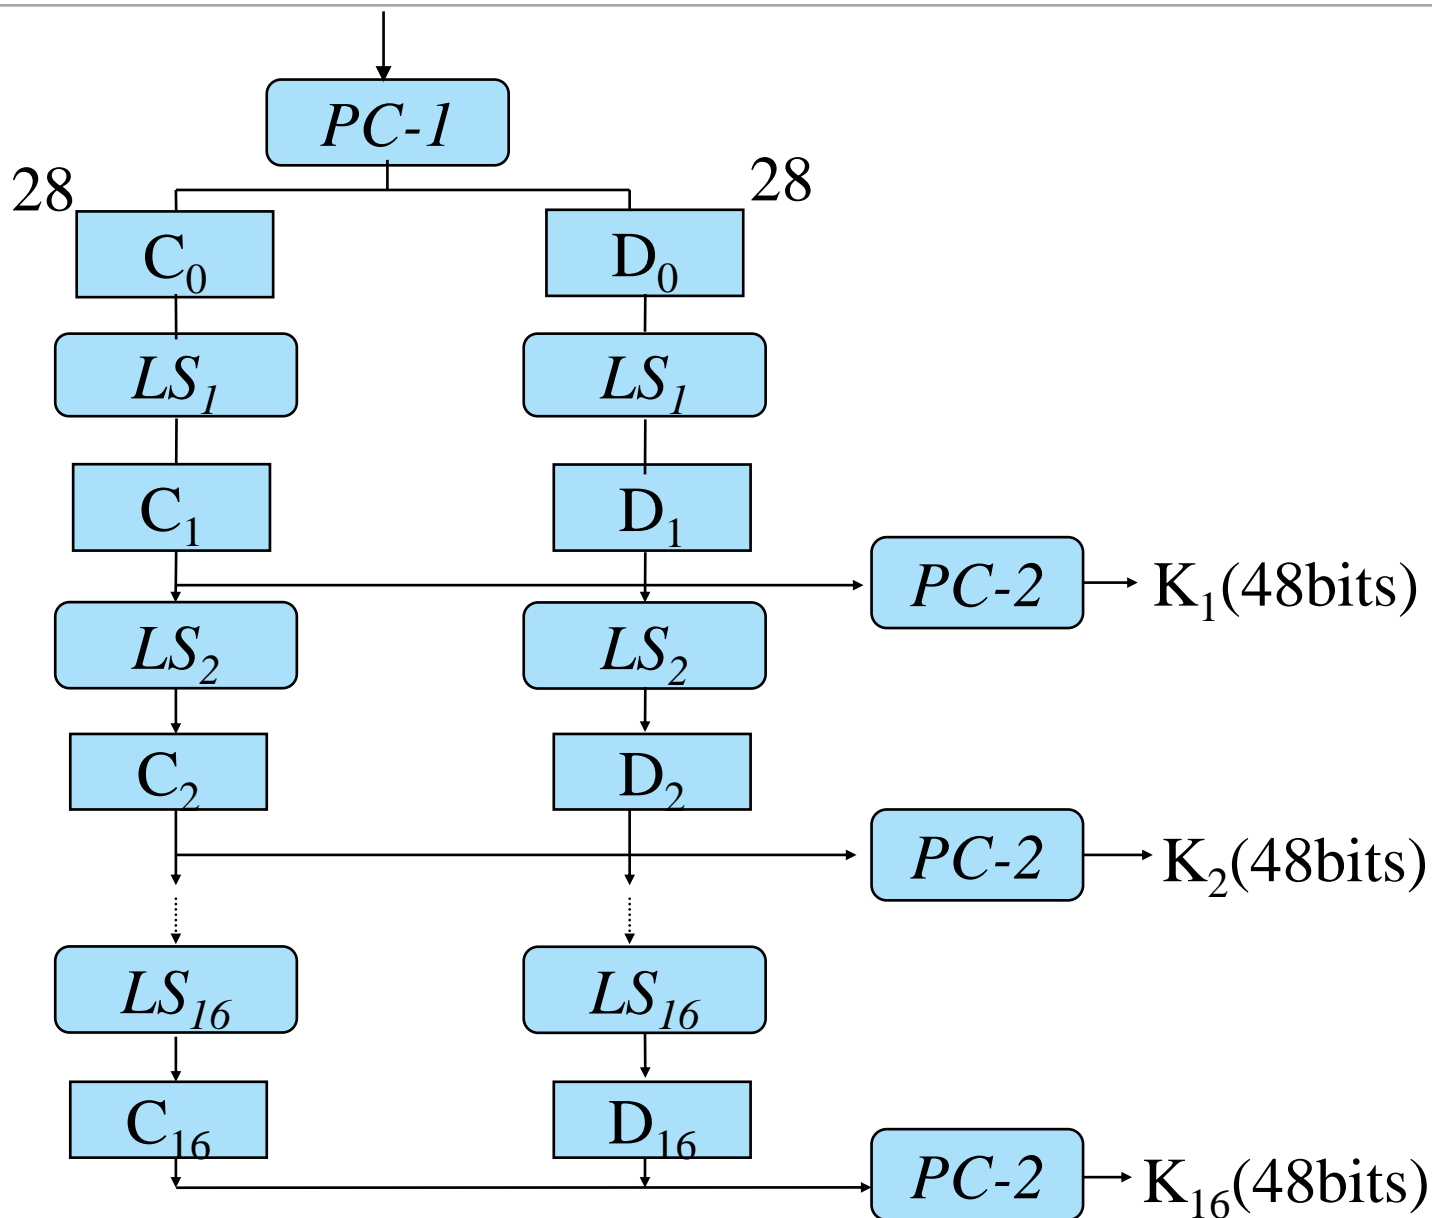 PC-1
28 28
C0 D0
LS1 LS1
C1 D1
PC-2 K1(48bits)
LS2 LS2
C2 D2
PC-2 K2(48bits)
LS16 LS16
C16 D16
PC-2 K16(48bits)